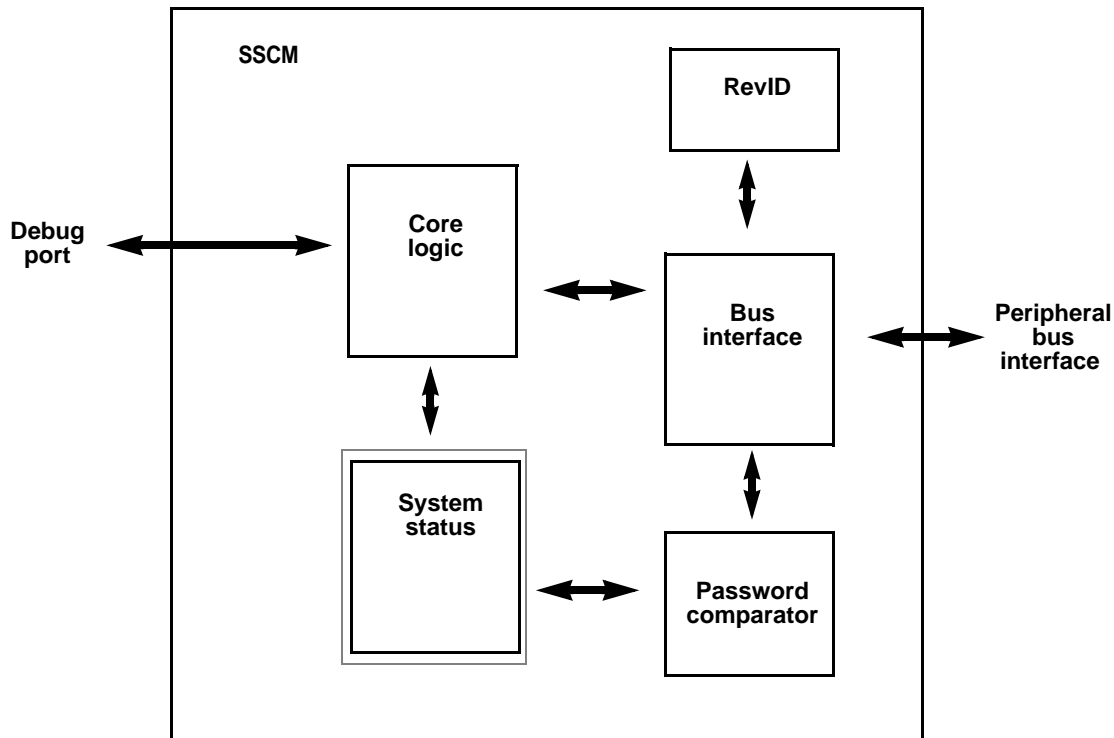 SSCM
RevID
Core
logic
Debug
port
Bus
interface
Peripheral
bus
interface
System
status
Password
comparator